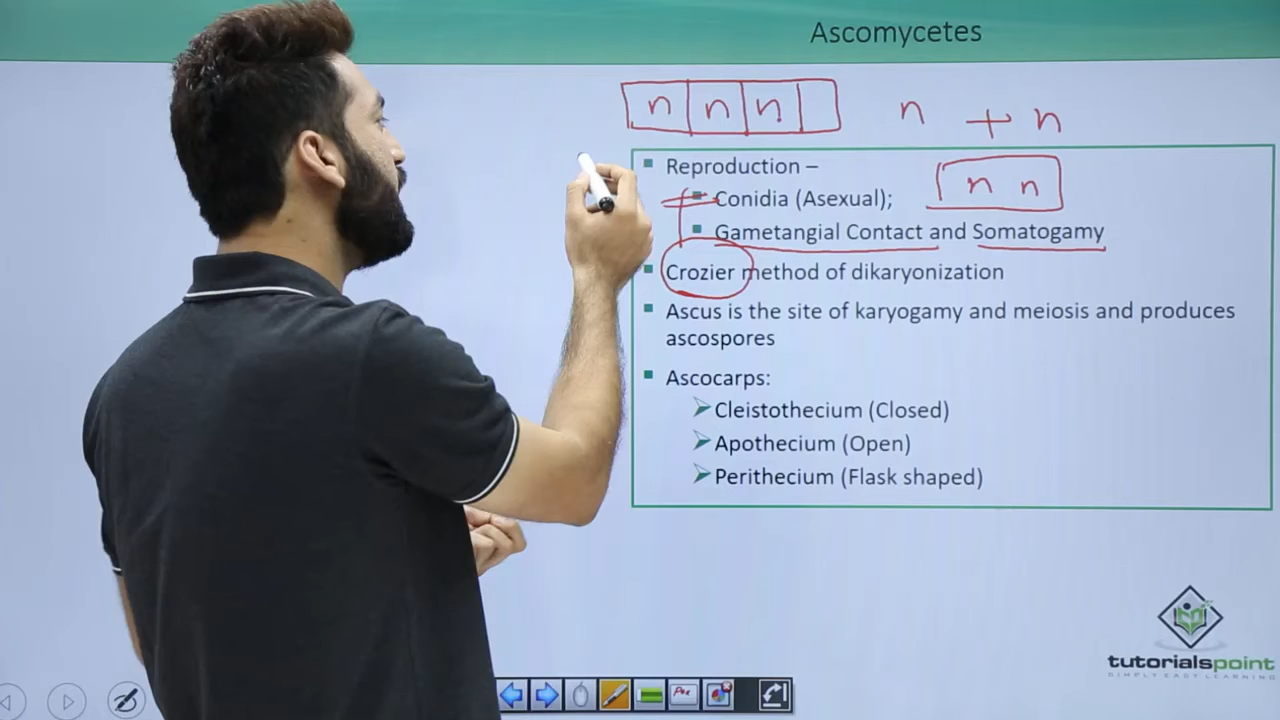 Ascomycetes
n n n n + n
Reproduction –
n n
Conidia (Asexual);
Gametangial Contact and Somatogamy
Crozier method of dikaryonization
Ascus is the site of karyogamy and meiosis and produces
ascospores
Ascocarps:
Cleistothecium (Closed)
Apothecium (Open)
Perithecium (Flask shaped)
tutorialspoint
SIMPLY EASY LEARNING
Pen